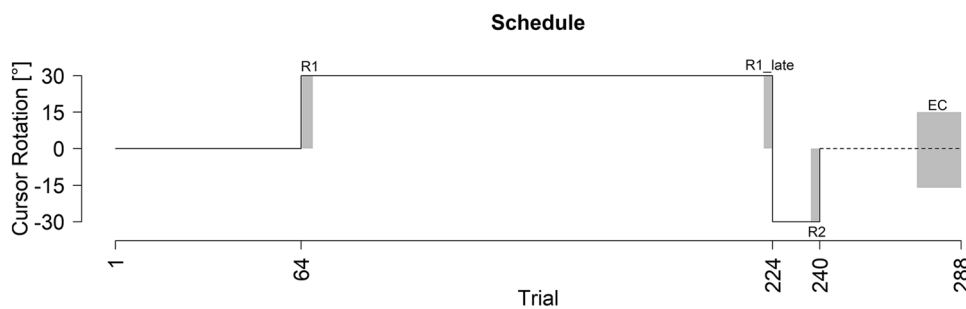 Schedule
Cursor Rotation [°]
30
15
0
-15
-30
R1
R1_late
EC
R2
1
64
224
240
288
Trial